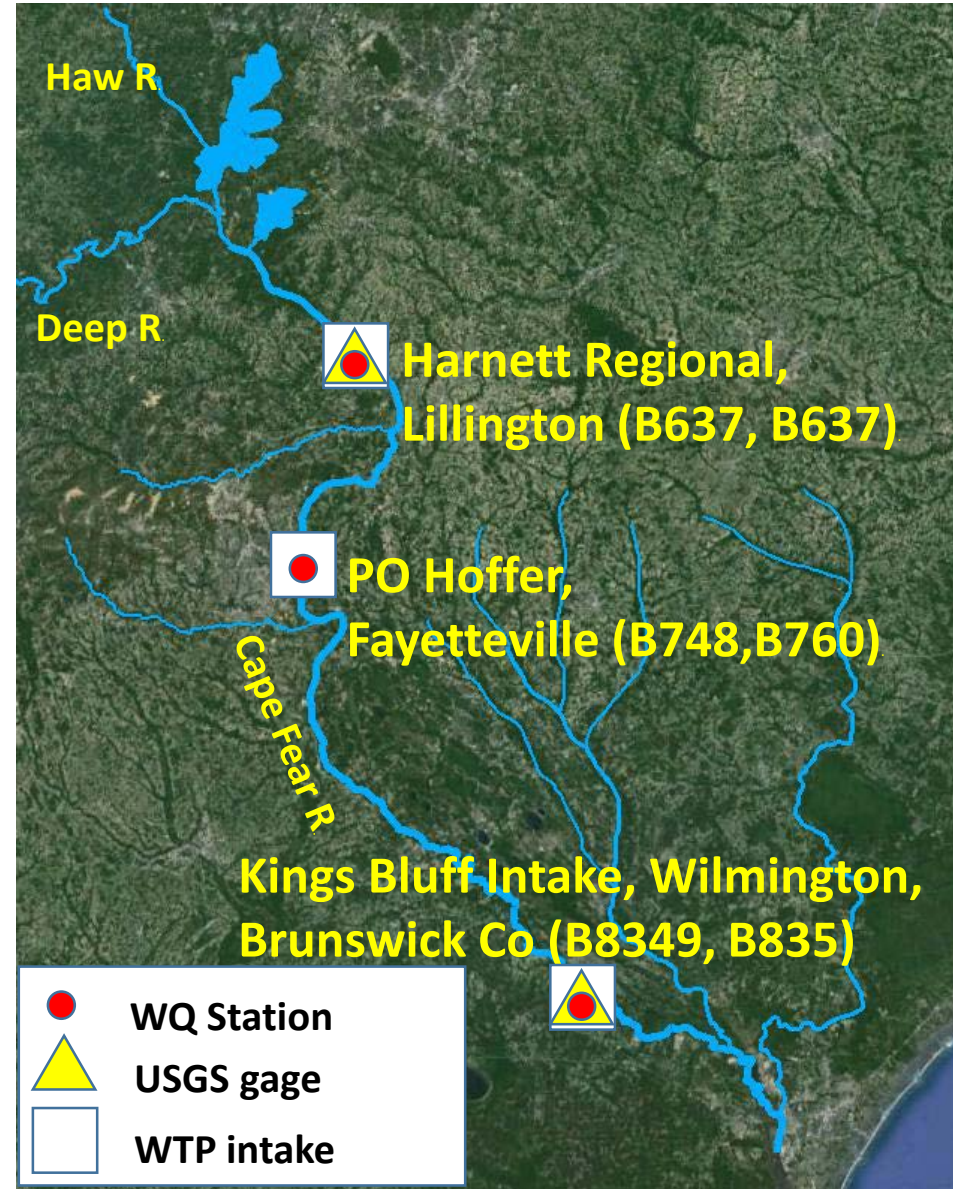 Haw R.
Deep R.
Harnett Regional,
Lillington (B637, B637).
PO Hoffer,
Fayetteville (B748,B760).
Cape Fear R.
Kings Bluff Intake, Wilmington,
Brunswick Co (B8349, B835)
WQ Station
USGS gage
WTP intake